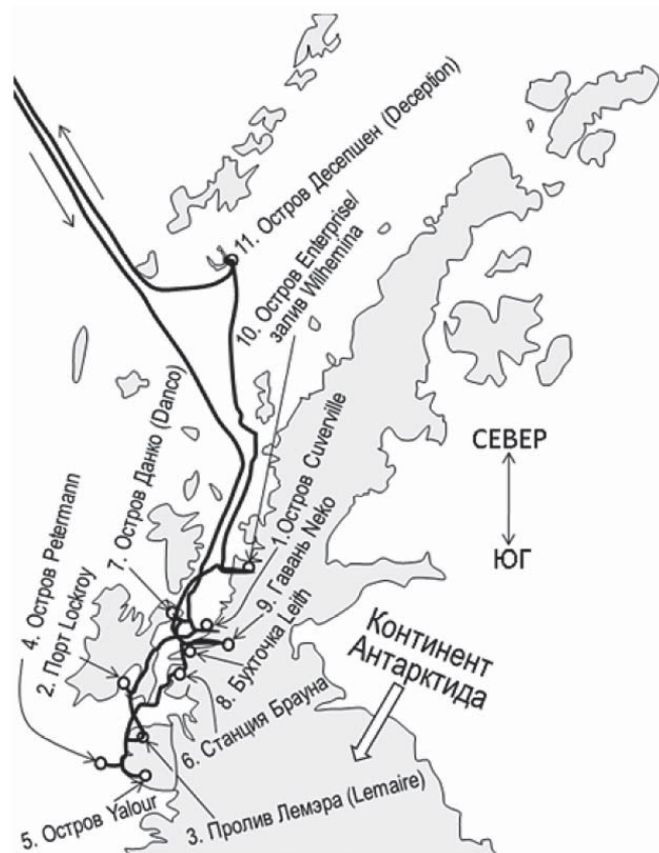 11. Остров Десепшен (Deception)
10. Остров Enterprise/
залив Wilhemina
СЕВЕР
ЮГ
7. Остров Данко (Danco)
1.Остров Cuverville
9. Гавань Neko
4. Остров Petermann
2. Порт Lockroy
8. Бухточка Leith
6. Станция Брауна
Континент
Антарктида
3. Пролив Лемэра (Lemaire)
5. Остров Yalour